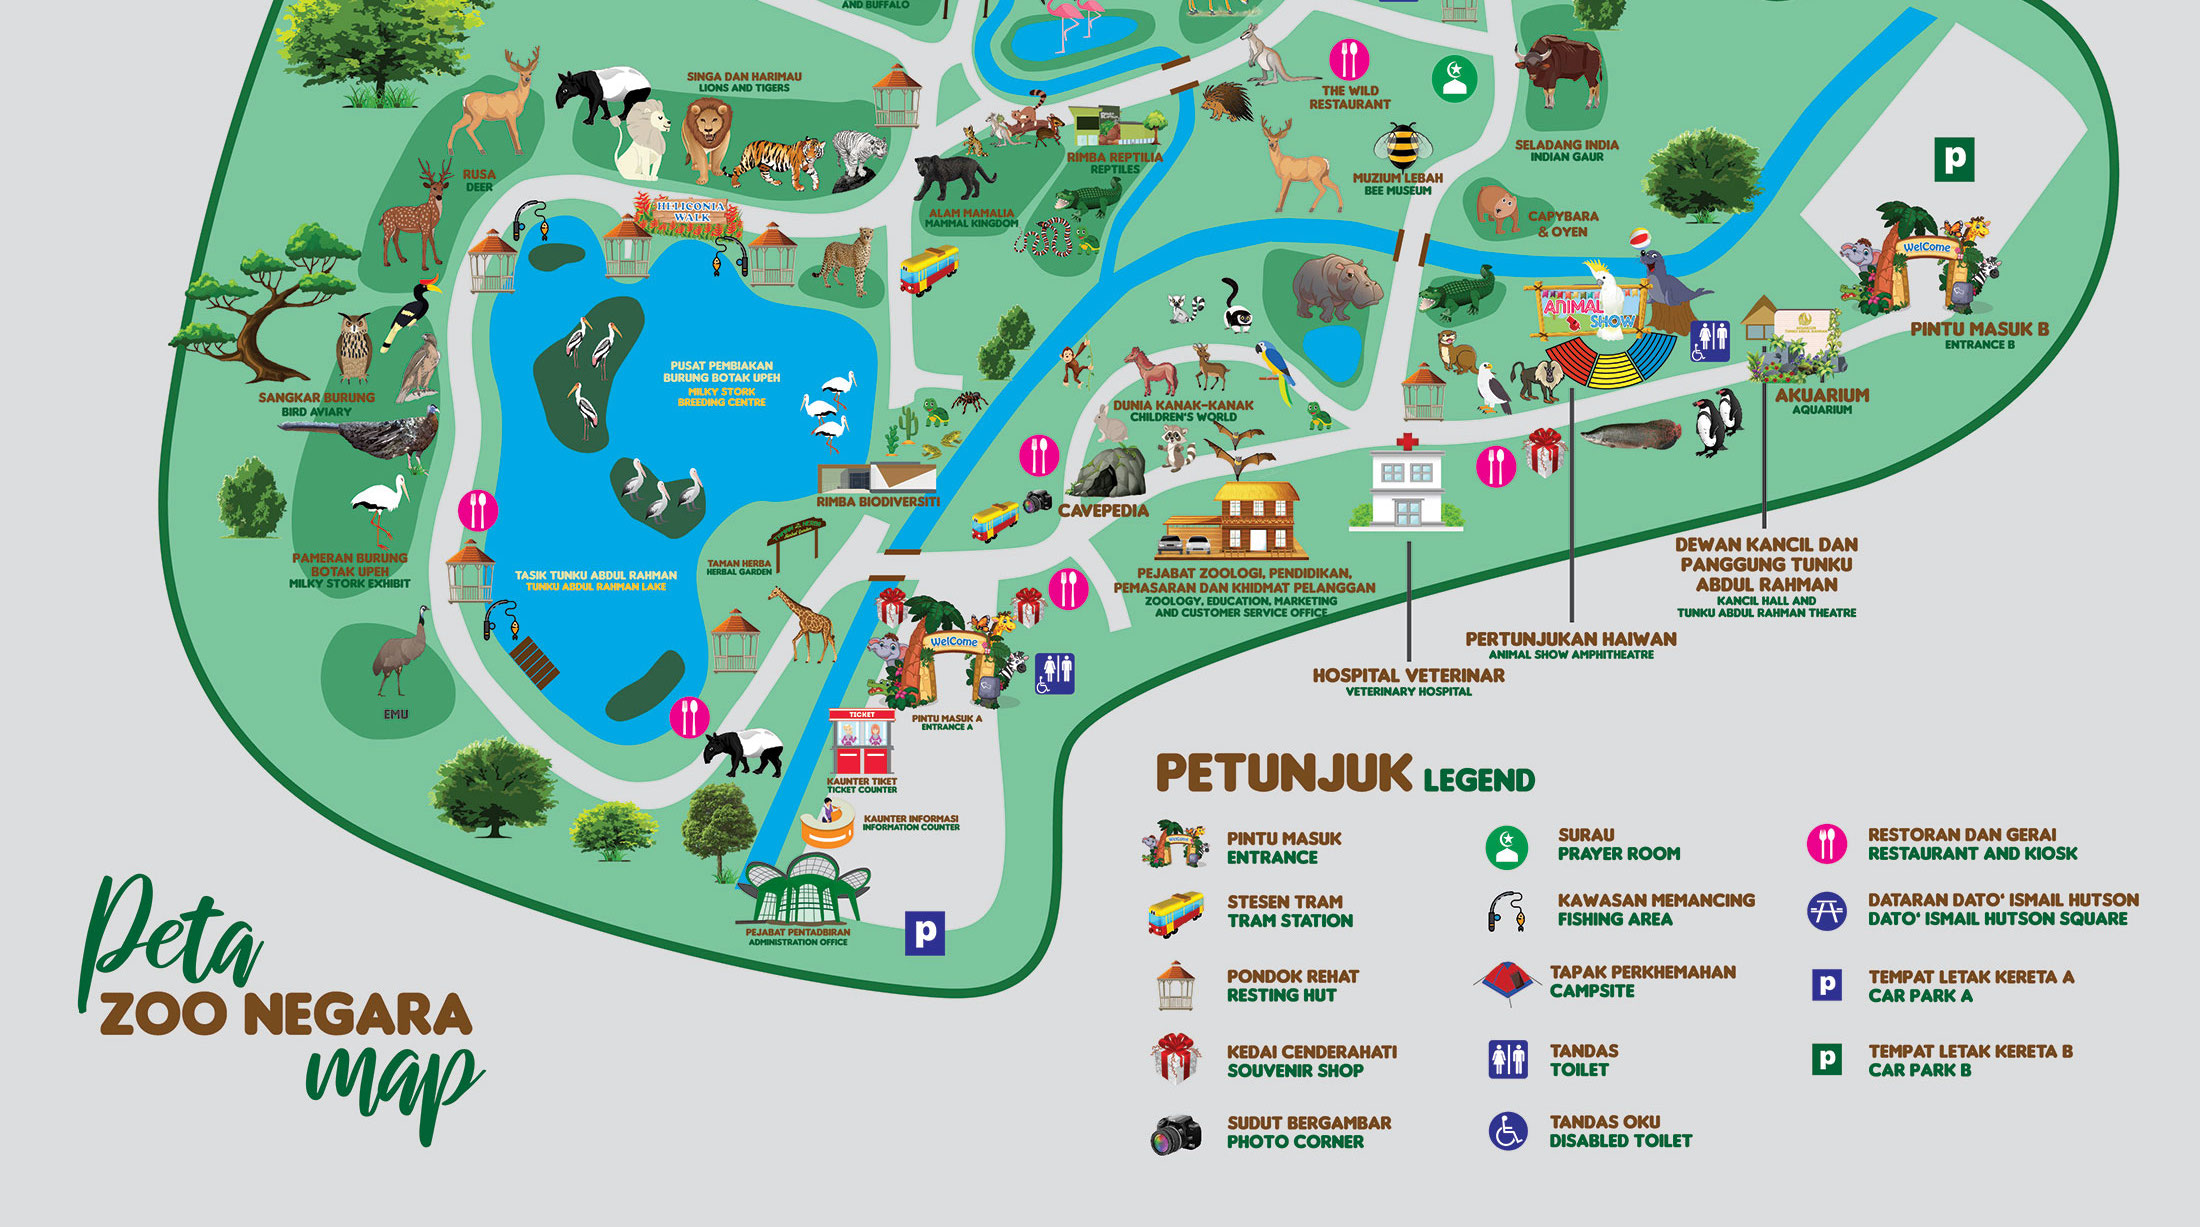 AND BUFFALO
SINGA DAN HARIMAU
LIONS AND TIGERS
THE WILD
RESTAURANT
RUSA
DEER
HELICONIA
WALK
ALAM MAMALIA
MAMMAL KINGDOM
RIMBA REPTILIA
REPTILES
MUZIUM LEBAH
BEE MUSEUM
SELADANG INDIA
INDIAN GAUR
CAPYBARA
& OYEN
P
WelCome
PINTU MASUK B
ENTRANCE B
ANIMAL
SHOW
AKUARIUM
AQUARIUM
SANGKAR BURUNG
BIRD AVIARY
PUSAT PEMBIAKAN
BURUNG BOTAK UPEH
MILKY STORK
BREEDING CENTRE
DUNIA KANAK-KANAK
CHILDREN'S WORLD
RIMBA BIODIVERSITI
CAVEPEDIA
PAMERAN BURUNG
BOTAK UPEH
MILKY STORK EXHIBIT
TASIK TUNKU ABDUL RAHMAN
TUNKU ABDUL RAHMAN LAKE
TAMAN HERBA
HERBAL GARDEN
PEJABAT ZOOLOGI, PENDIDIKAN,
PEMASARAN DAN KHIDMAT PELANGGAN
ZOOLOGY, EDUCATION, MARKETING
AND CUSTOMER SERVICE OFFICE
DEWAN KANCIL DAN
PANGGUNG TUNKU
ABDUL RAHMAN
KANCIL HALL AND
TUNKU ABDUL RAHMAN THEATRE
PERTUNJUKAN HAIWAN
ANIMAL SHOW AMPHITHEATRE
HOSPITAL VETERINAR
VETERINARY HOSPITAL
EMU
WelCome
PINTU MASUK A
ENTRANCE A
TICKET
KAUNTER TIKET
TICKET COUNTER
KAUNTER INFORMASI
INFORMATION COUNTER
PEJABAT PENTADBIRAN
ADMINISTRATION OFFICE
P
Peta
ZOO NEGARA
map
PETUNJUK LEGEND
PINTU MASUK
ENTRANCE
STESEN TRAM
TRAM STATION
PONDOK REHAT
RESTING HUT
KEDAI CENDERAHATI
SOUVENIR SHOP
SUDUT BERGAMBAR
PHOTO CORNER
SURAU
PRAYER ROOM
KAWASAN MEMANCING
FISHING AREA
TAPAK PERKHEMAHAN
CAMPSITE
TANDAS
TOILET
TANDAS OKU
DISABLED TOILET
RESTORAN DAN GERAI
RESTAURANT AND KIOSK
DATARAN DATO' ISMAIL HUTSON
DATO' ISMAIL HUTSON SQUARE
P
TEMPAT LETAK KERETA A
CAR PARK A
P
TEMPAT LETAK KERETA B
CAR PARK B